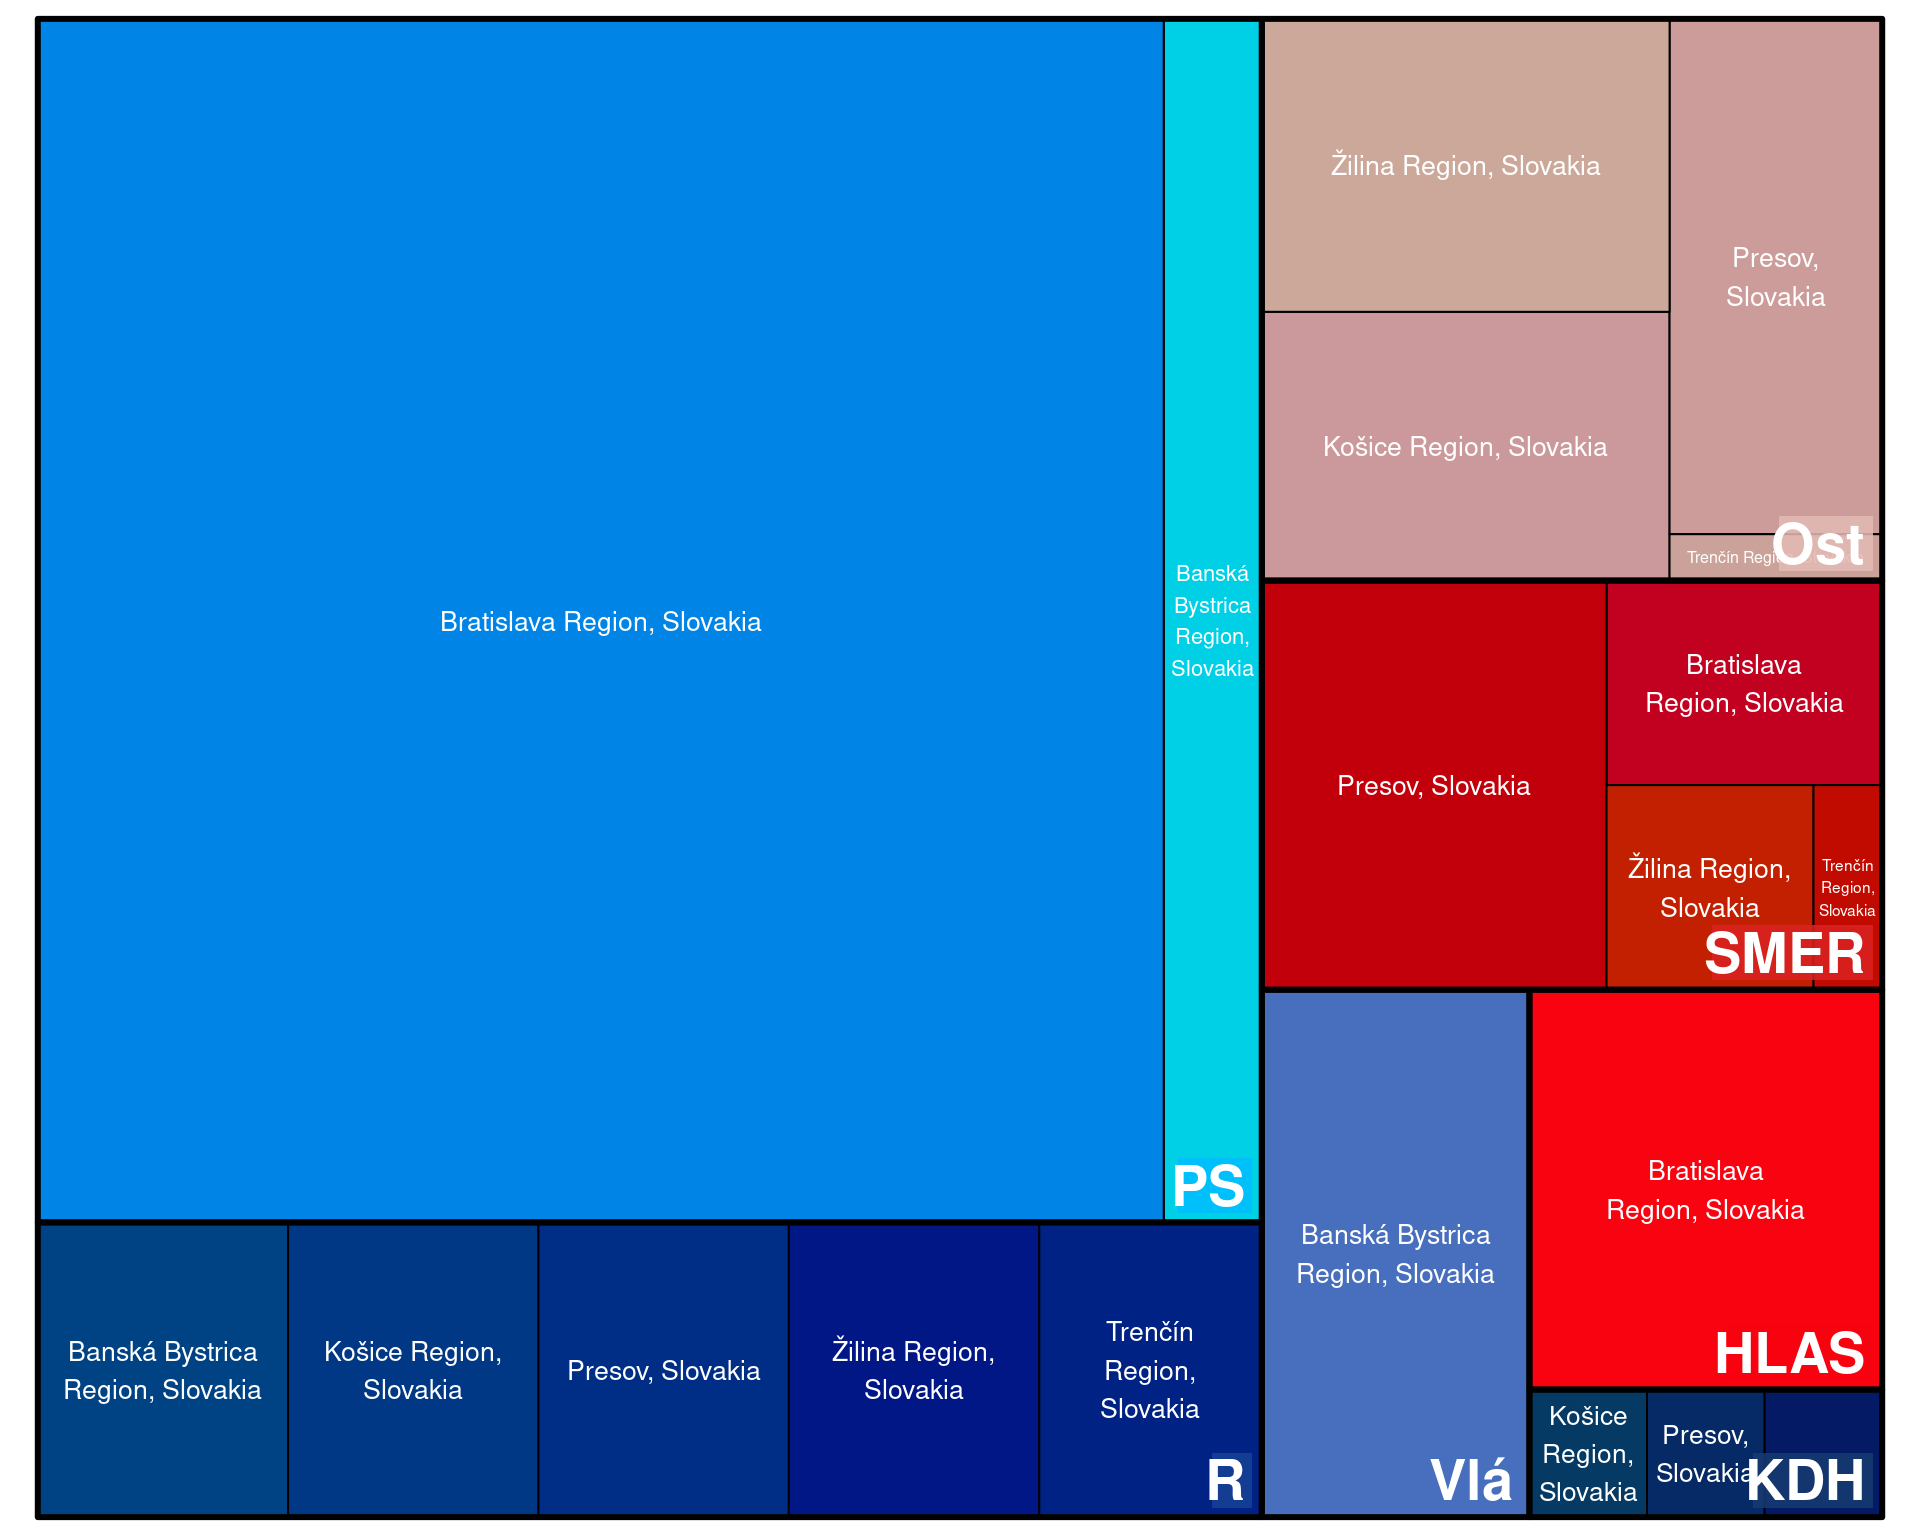 Bratislava Region, Slovakia
Banská
Bystrica
Region,
Slovakia
PS
Banská Bystrica
Region, Slovakia
Košice Region,
Slovakia
Presov, Slovakia
Žilina Region,
Slovakia
Trenčín
Region,
Slovakia
R
Žilina Region, Slovakia
Košice Region, Slovakia
Presov,
Slovakia
Trenčín
Ost
Presov, Slovakia
Bratislava
Region, Slovakia
Žilina Region,
Slovakia
Trenčín
Region,
Slovakia
SMER
Banská Bystrica
Region, Slovakia
Vlá
Bratislava
Region, Slovakia
HLAS
Košice
Region,
Slovakia
Presov,
Slovakia
KDH